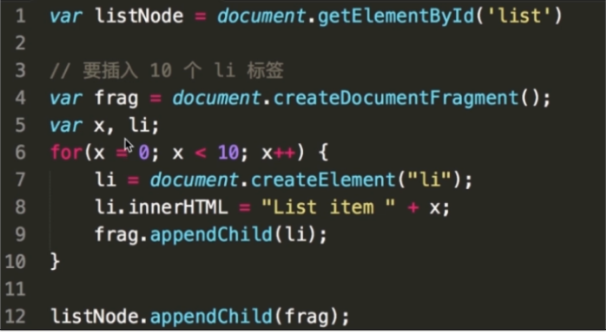 1 var listNode = document.getElementById('list')
2
3 // 要插入 10 个 li 标签
4 var frag = document.createDocumentFragment();
5 var x, li;
6 for(x = 0; x < 10; x++) {
7     li = document.createElement("li");
8     li.innerHTML = "List item " + x;
9     frag.appendChild(li);
10 }
11
12 listNode.appendChild(frag);